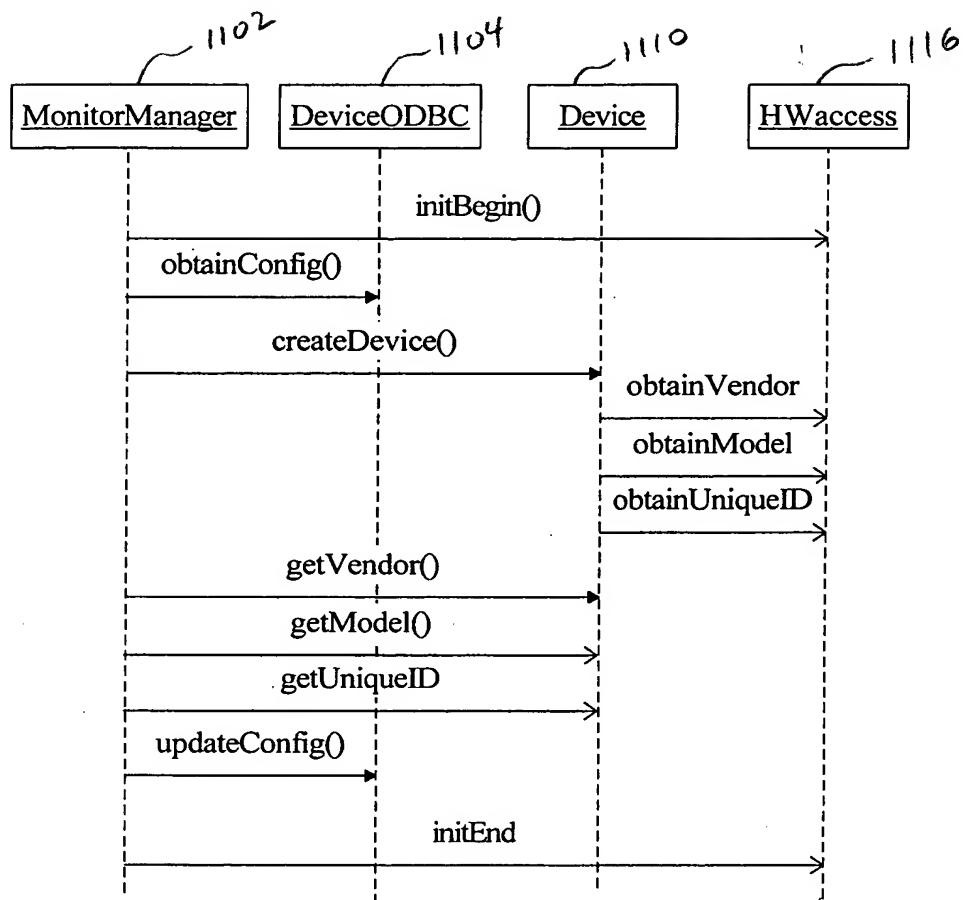 1102
1104
1110
1116
MonitorManager
DeviceODBC
Device
HWaccess
initBegin()
obtainConfig()
createDevice()
obtainVendor
obtainModel
obtainUniqueID
getVendor()
getModel()
getUniqueID
updateConfig()
initEnd